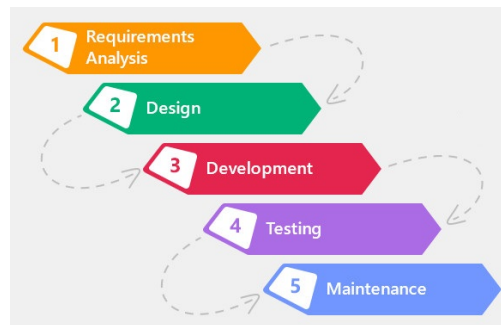 1
Requirements
Analysis
2
Design
3
Development
4
Testing
5
Maintenance